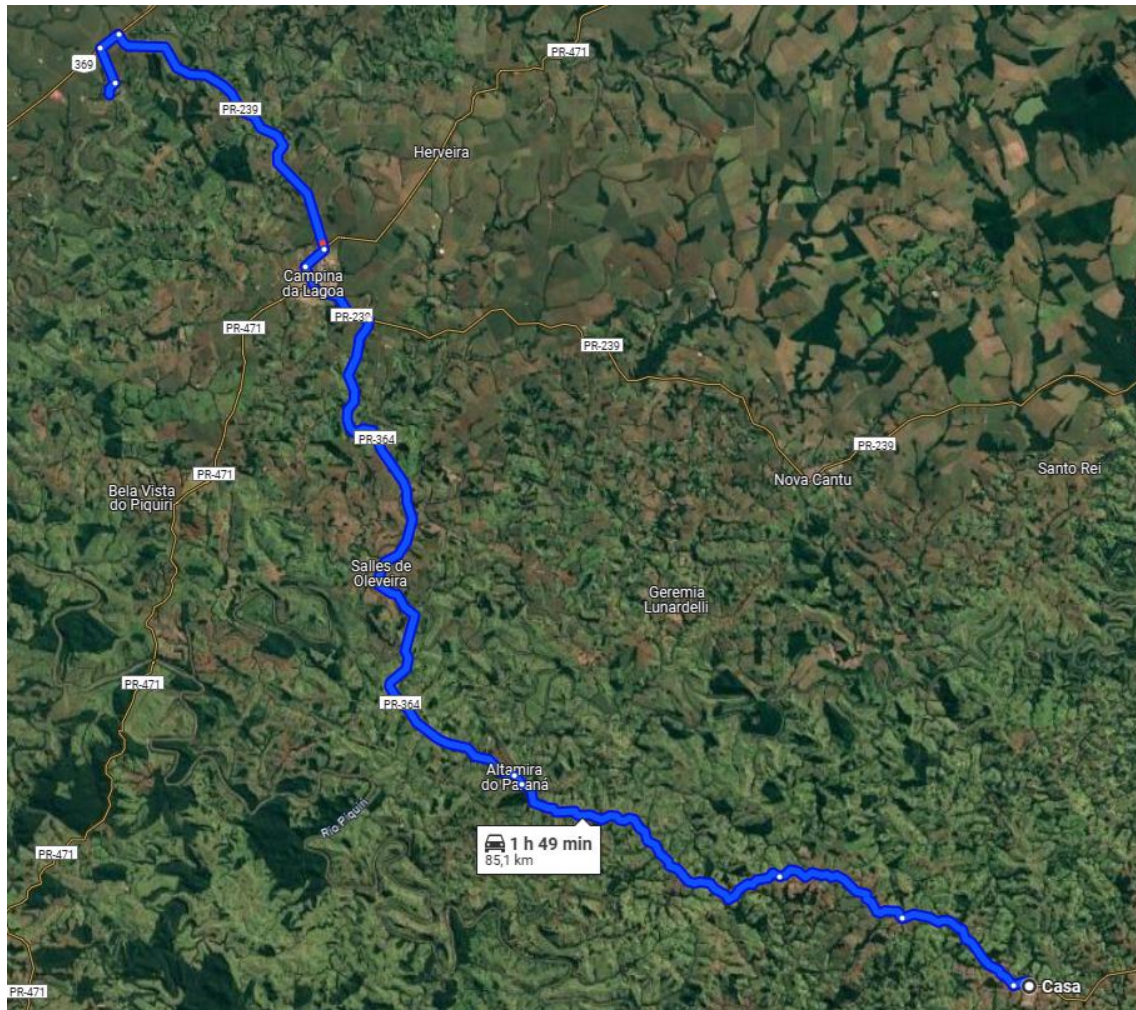 PR-471
369
PR-239
Herveira
Campina
da Lagoa
PR-239
PR-471
PR-239
PR-364
PR-239
Santo Rei
PR-471
Nova Cantu
Bela Vista
do Piquiri
Salles de
Oleveira
Geremia
Lunardelli
PR-471
PR-364
Altamira
do Paraná
Rio Piquiri
1 h 49 min
85,1 km
PR-471
Casa
PR-471